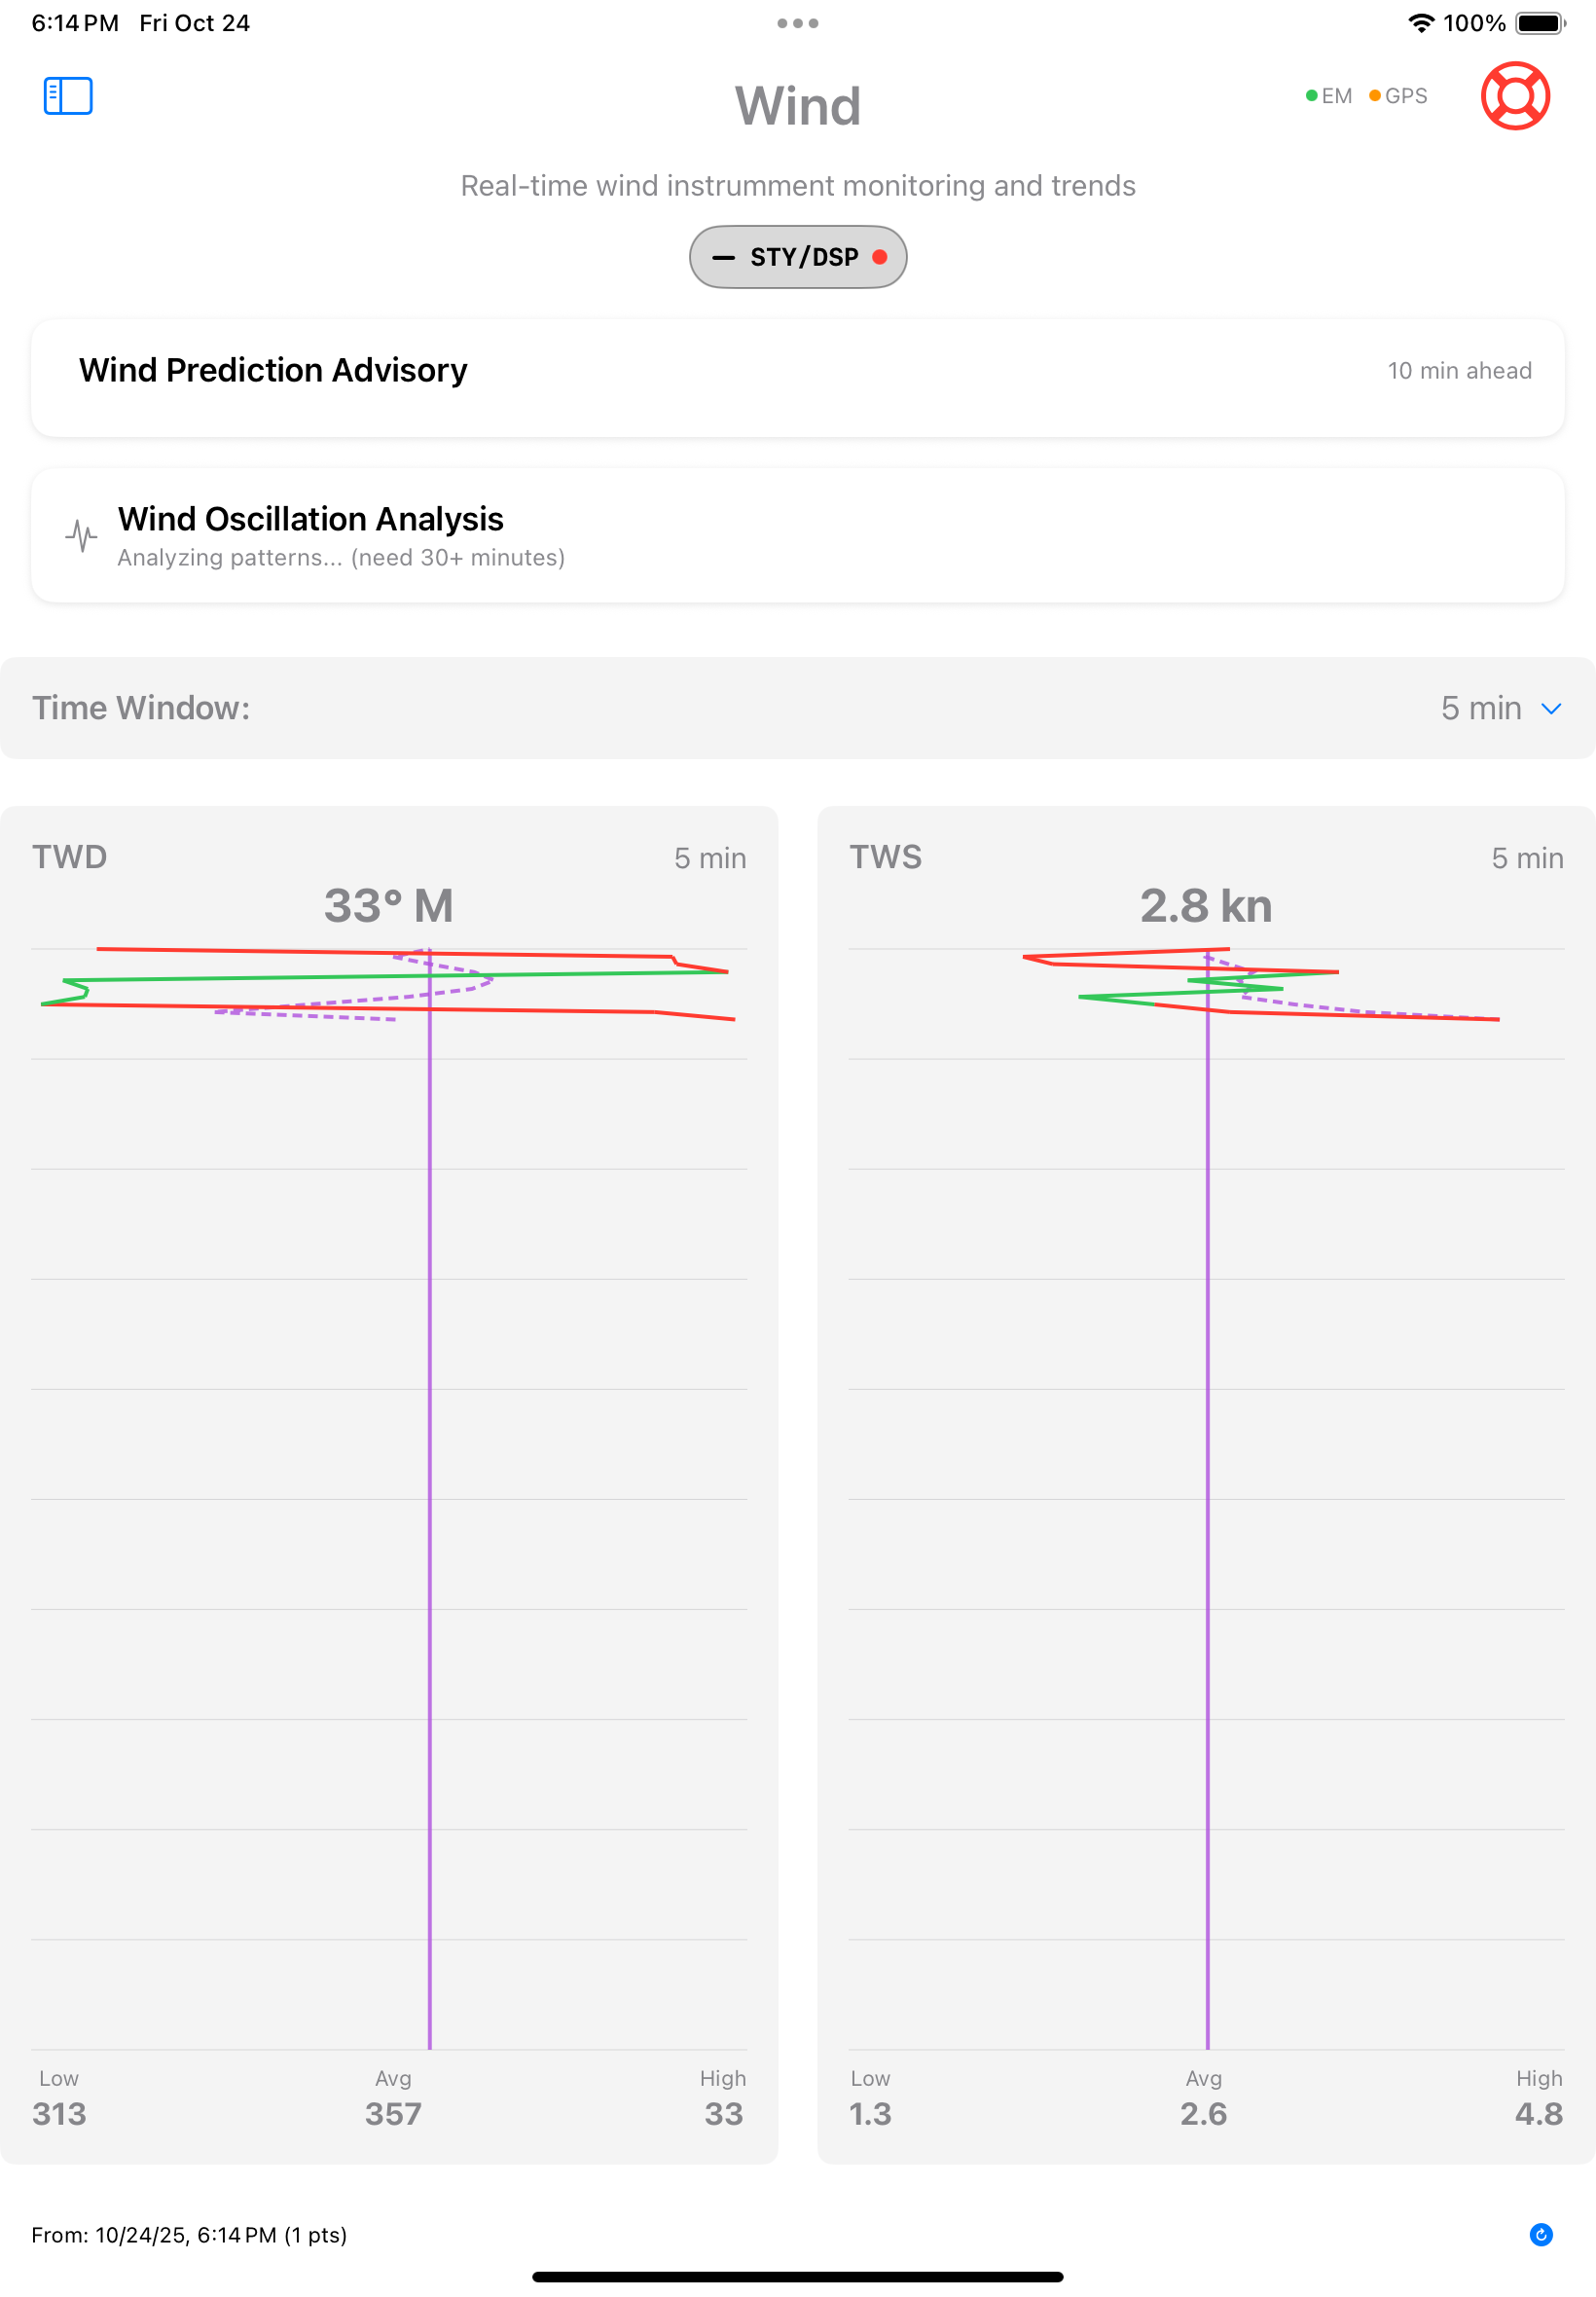 6:14 PM Fri Oct 24 100%
Wind
EM GPS
Real-time wind instrumment monitoring and trends
— STY/DSP
Wind Prediction Advisory 10 min ahead
Wind Oscillation Analysis
Analyzing patterns... (need 30+ minutes)
Time Window: 5 min
TWD 5 min
33° M
Low Avg High
313 357 33
TWS 5 min
2.8 kn
Low Avg High
1.3 2.6 4.8
From: 10/24/25, 6:14 PM (1 pts)